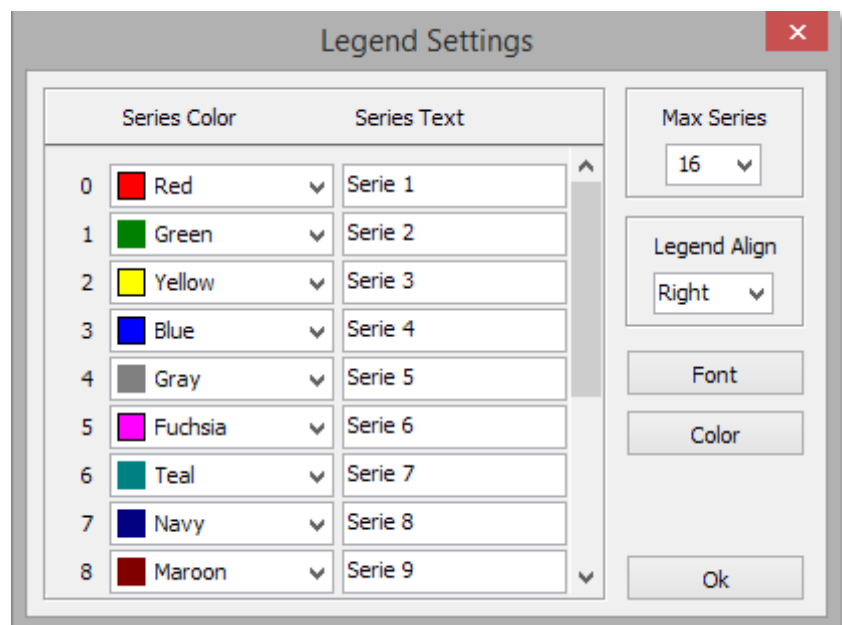 Legend Settings
Series Color Series Text
0 Red Serie 1
1 Green Serie 2
2 Yellow Serie 3
3 Blue Serie 4
4 Gray Serie 5
5 Fuchsia Serie 6
6 Teal Serie 7
7 Navy Serie 8
8 Maroon Serie 9
Max Series
16
Legend Align
Right
Font
Color
Ok